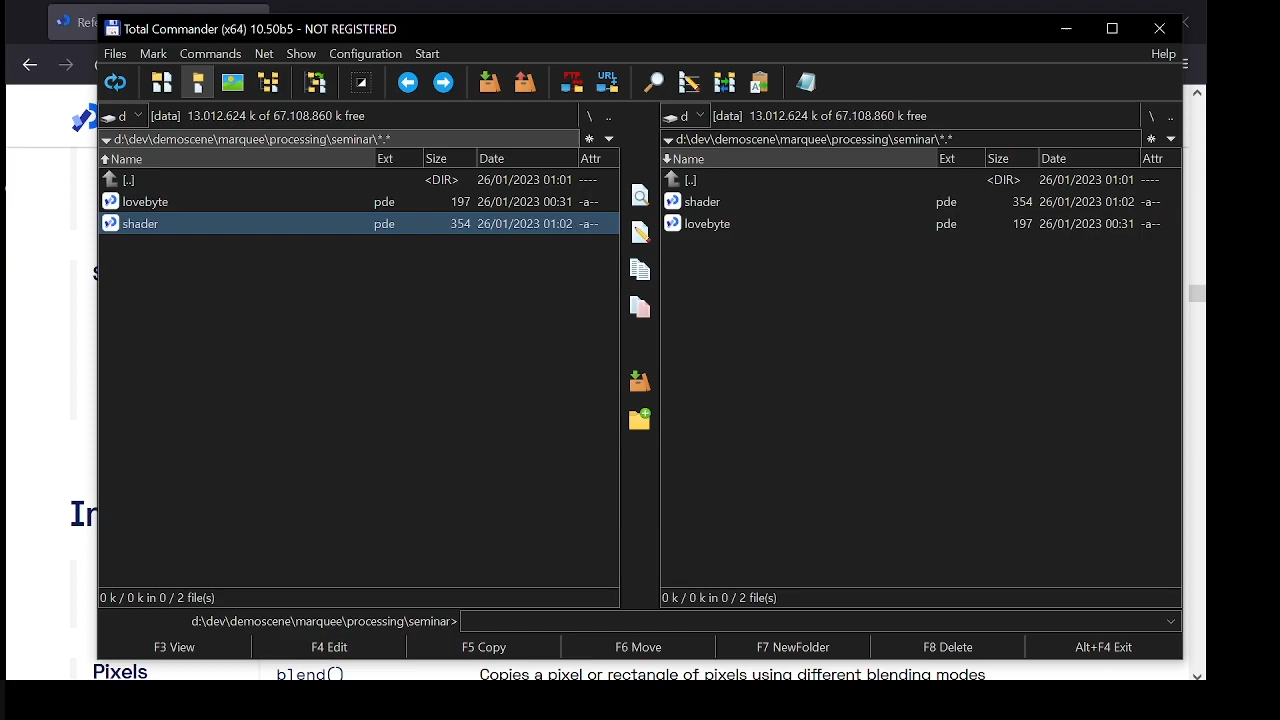 Refe
Total Commander (x64) 10.50b5 - NOT REGISTERED
Files Mark Commands Net Show Configuration Start Help
FTP URL
d [data] 13.012.624 k of 67.108.860 k free \ ..
d [data] 13.012.624 k of 67.108.860 k free \ ..
d:\dev\demoscene\marquee\processing\seminar\*.* *
d:\dev\demoscene\marquee\processing\seminar\*.* *
Name Ext Size Date Attr
Name Ext Size Date Attr
[..] <DIR> 26/01/2023 01:01 ----
[..] <DIR> 26/01/2023 01:01 ----
lovebyte pde 197 26/01/2023 00:31 -a--
shader pde 354 26/01/2023 01:02 -a--
shader pde 354 26/01/2023 01:02 -a--
lovebyte pde 197 26/01/2023 00:31 -a--
0 k / 0 k in 0 / 2 file(s)
0 k / 0 k in 0 / 2 file(s)
d:\dev\demoscene\marquee\processing\seminar>
F3 View F4 Edit F5 Copy F6 Move F7 NewFolder F8 Delete Alt+F4 Exit
Pixels blend() Copies a pixel or rectangle of pixels using different blending modes